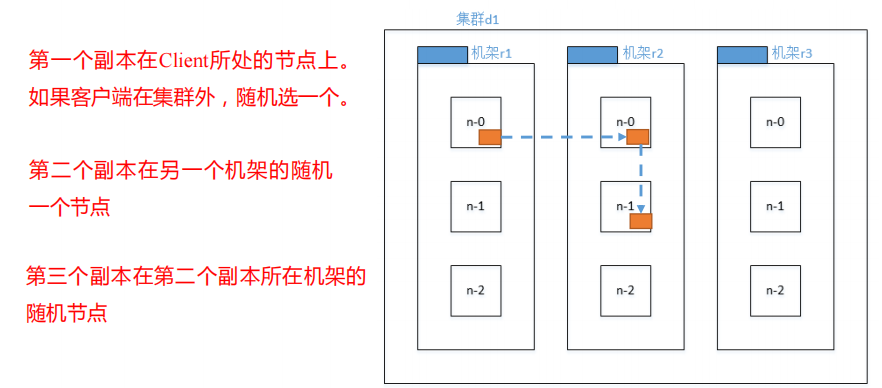 集群d1
第一个副本在Client所处的节点上。
如果客户端在集群外，随机选一个。
第二个副本在另一个机架的随机
一个节点
第三个副本在第二个副本所在机架的
随机节点
机架r1
机架r2
机架r3
n-0
n-0
n-0
n-1
n-1
n-1
n-2
n-2
n-2